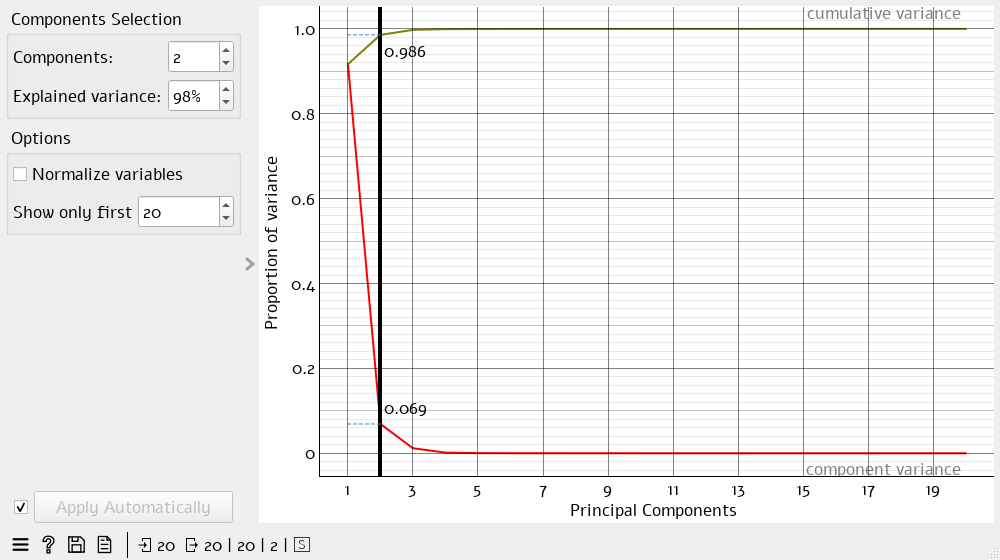 Components Selection
Components: 2
Explained variance: 98%
Options
Normalize variables
Show only first 20
Apply Automatically
20 20 | 20 | 2 | S
cumulative variance
1.0
0.986
0.8
0.6
0.4
0.2
0.069
0
component variance
Proportion of variance
1 3 5 7 9 11 13 15 17 19
Principal Components